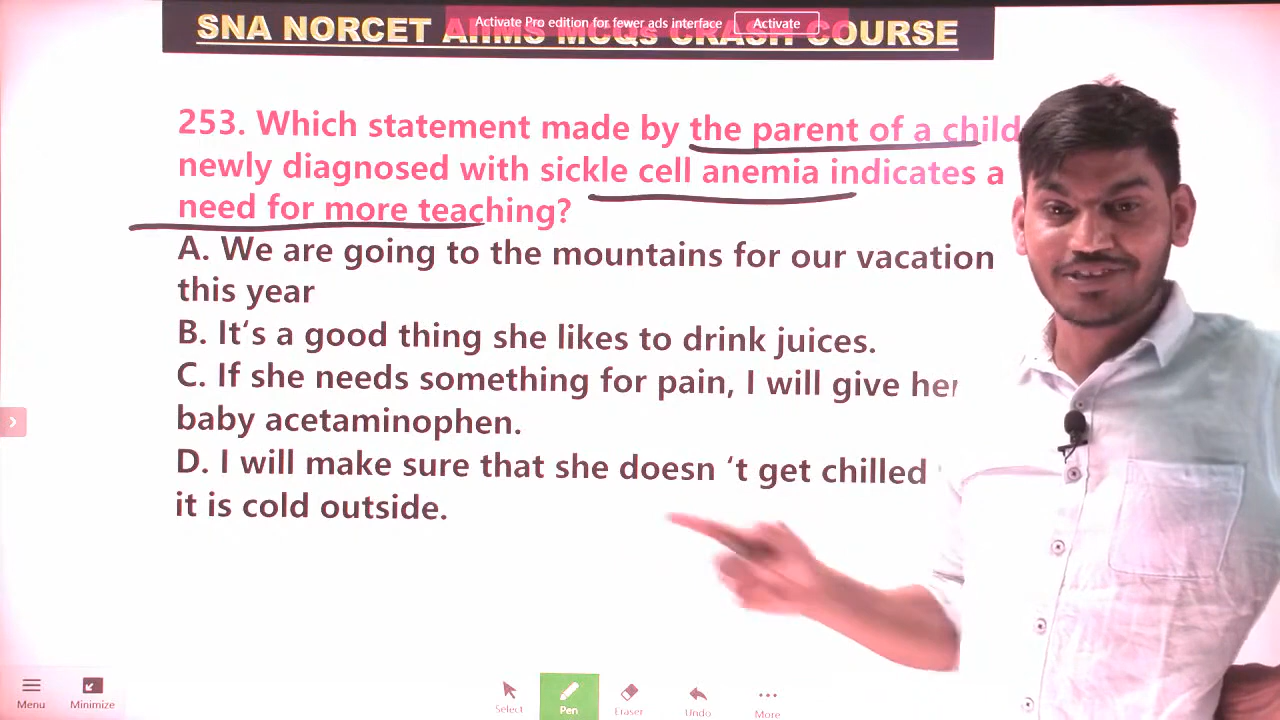 Activate Pro edition for fewer ads interface Activate
SNA NORCET AIIMS MCQs CRASH COURSE
253. Which statement made by the parent of a child
newly diagnosed with sickle cell anemia indicates a
need for more teaching?
A. We are going to the mountains for our vacation
this year
B. It's a good thing she likes to drink juices.
C. If she needs something for pain, I will give her
baby acetaminophen.
D. I will make sure that she doesn 't get chilled
it is cold outside.
Menu Minimize Select Pen Eraser Undo More